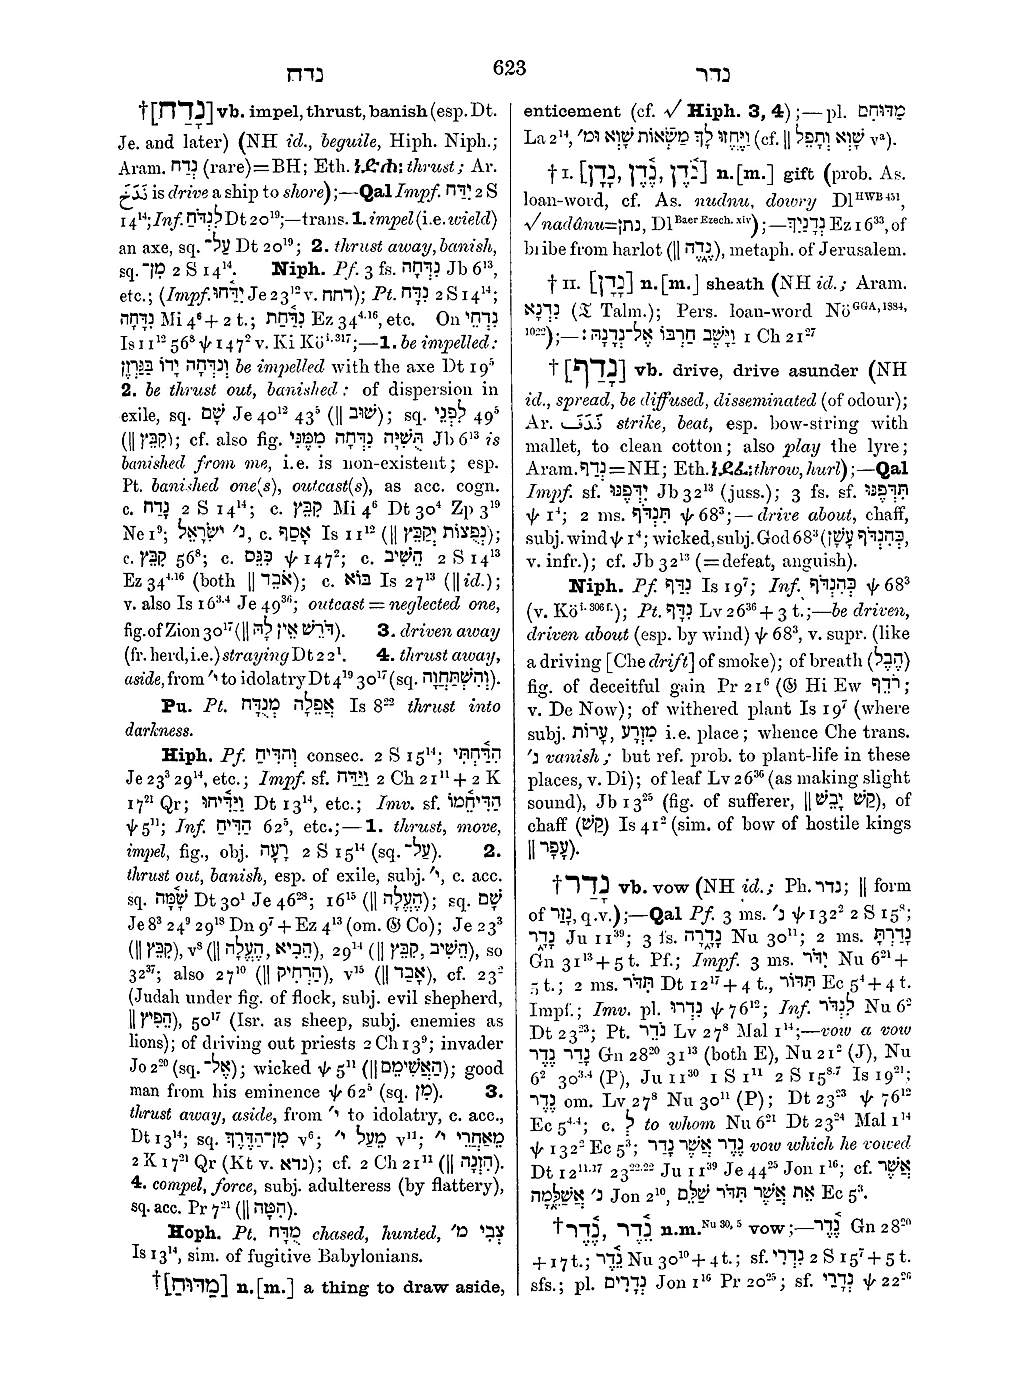 נדח
623
נדר
†[נָדַח] vb. impel, thrust, banish (esp. Dt.
Je. and later) (NH id., beguile, Hiph. Niph.;
Aram. נְדַח (rare)=BH; Eth. thrust; Ar.
is drive a ship to shore);—Qal Impf. יִדַּח 2 S
14¹⁴; Inf. לִנְדֹּחַ Dt 20¹⁹;—trans. 1. impel (i.e. wield)
an axe, sq. עַל־ Dt 20¹⁹; 2. thrust away, banish,
sq. מִן־ 2 S 14¹⁴. Niph. Pf. 3 fs. נִדְּחָה Jb 6¹³,
etc.; (Impf. יִדַּחוּ Je 23¹² v. דחח); Pt. נִדָּח 2 S 14¹⁴;
נִדָּחָה Mi 4⁶ + 2 t.; נִדַּחַת Ez 34⁴·¹⁶, etc. On נִדְחֵי
Is 11¹² 56⁸ ψ 147² v. Ki Köⁱ·³¹⁷;—1. be impelled:
וְנִדְּחָה יָדוֹ בַגַּרְזֶן be impelled with the axe Dt 19⁵
2. be thrust out, banished: of dispersion in
exile, sq. שָׁם Je 40¹² 43⁵ (‖ שׁוּב); sq. לִפְנֵי 49⁵
(‖ קִבֵּץ); cf. also fig. תֻּשִׁיָּה נִדְּחָה מִמֶּנִּי Jb 6¹³ is
banished from me, i.e. is non-existent; esp.
Pt. banished one(s), outcast(s), as acc. cogn.
c. נָדַח 2 S 14¹⁴; c. קִבֵּץ Mi 4⁶ Dt 30⁴ Zp 3¹⁹
Ne 1⁹; נ׳ יִשְׂרָאֵל, c. אָסַף Is 11¹² (‖ נְפֻצוֹת יְקַבֵּץ);
c. קִבֵּץ 56⁸; c. כִּנֵּס ψ 147²; c. הֵשִׁיב 2 S 14¹³
Ez 34⁴·¹⁶ (both ‖ אֹבֵד); c. בּוֹא Is 27¹³ (‖ id.);
v. also Is 16³·⁴ Je 49³⁶; outcast = neglected one,
fig. of Zion 30¹⁷ (‖ דֹּרֵשׁ אֵין לָהּ). 3. driven away
(fr. herd, i.e.) straying Dt 22¹. 4. thrust away,
aside, from י׳ to idolatry Dt 4¹⁹ 30¹⁷ (sq. וְהִשְׁתַּחֲוָה).
Pu. Pt. אֲפֵלָה מְנֻדָּח Is 8²² thrust into
darkness.
Hiph. Pf. וְהִדִּיחַ consec. 2 S 15¹⁴; הִדַּחְתִּי
Je 23³ 29¹⁴, etc.; Impf. sf. וַיַּדַּח 2 Ch 21¹¹ + 2 K
17²¹ Qr; וַיַּדִּיחוּ Dt 13¹⁴, etc.; Imv. sf. הַדִּיחֵמוֹ
ψ 5¹¹; Inf. הַדִּיחַ 62⁵, etc.;—1. thrust, move,
impel, fig., obj. רָעָה 2 S 15¹⁴ (sq. עַל־). 2.
thrust out, banish, esp. of exile, subj. י׳, c. acc.
sq. שָׁמָּה Dt 30¹ Je 46²⁸; 16¹⁵ (‖ הֶעֱלָה); sq. שָׁם
Je 8³ 24⁹ 29¹⁸ Dn 9⁷ + Ez 4¹³ (om. 𝔊 Co); Je 23³
(‖ קִבֵּץ), v⁸ (‖ הֵבִיא, הֶעֱלָה), 29¹⁴ (‖ הֵשִׁיב, קִבֵּץ), so
32³⁷; also 27¹⁰ (‖ הִרְחִיק), v¹⁵ (‖ אָבַד), cf. 23²
(Judah under fig. of flock, subj. evil shepherd,
‖ הֵפִיץ), 50¹⁷ (Isr. as sheep, subj. enemies as
lions); of driving out priests 2 Ch 13⁹; invader
Jo 2²⁰ (sq. אֶל־); wicked ψ 5¹¹ (‖ הַאֲשִׁימֵם); good
man from his eminence ψ 62⁵ (sq. מִן). 3.
thrust away, aside, from י׳ to idolatry, c. acc.,
Dt 13¹⁴; sq. מִן־הַדֶּרֶךְ v⁶; מֵעַל י׳ v¹¹; מֵאַחֲרֵי י׳
2 K 17²¹ Qr (Kt v. נדא); cf. 2 Ch 21¹¹ (‖ הִזְנָה).
4. compel, force, subj. adulteress (by flattery),
sq. acc. Pr 7²¹ (‖ הִטָּה).
Hoph. Pt. מֻדָּח chased, hunted, צְבִי מ׳
Is 13¹⁴, sim. of fugitive Babylonians.
†[מַדּוּחַ] n.[m.] a thing to draw aside,
enticement (cf. √ Hiph. 3, 4);—pl. מַדּוּחִם
La 2¹⁴, וַיֶּחֱזוּ לָךְ מַשְׂאוֹת שָׁוְא וּמ׳ (cf. ‖ שָׁוְא וְתָפֵל vᵃ).
† I. [נָדָן, נֶדֶן, נֵדֶן] n.[m.] gift (prob. As.
loan-word, cf. As. nudnu, dowry Dl ᴴᵂᴮ ⁴⁵¹,
√nadânu=נתן, Dl Baer Ezech. xiv);—נְדָנַיִךְ Ez 16³³, of
bribe from harlot (‖ נֵדֶה), metaph. of Jerusalem.
† II. [נָדָן] n.[m.] sheath (NH id.; Aram.
נִדְנָא (𝔗 Talm.); Pers. loan-word Nö GGA, 1884,
1022);—וַיָּשֶׁב חַרְבּוֹ אֶל־נְדָנָהּ: 1 Ch 21²⁷
†[נָדַף] vb. drive, drive asunder (NH
id., spread, be diffused, disseminated (of odour);
Ar. نَدَفَ strike, beat, esp. bow-string with
mallet, to clean cotton; also play the lyre;
Aram. נְדַף=NH; Eth. throw, hurl);—Qal
Impf. sf. יִדְּפֶנּוּ Jb 32¹³ (juss.); 3 fs. sf. תִּדְּפֶנּוּ
ψ 1⁴; 2 ms. תִּנְדֹּף ψ 68³;—drive about, chaff,
subj. wind ψ 1⁴; wicked, subj. God 68³ (כְּהִנְדֹּף עָשָׁן,
v. infr.); cf. Jb 32¹³ (=defeat, anguish).
Niph. Pf. נִדַּף Is 19⁷; Inf. כְּהִנְדֹּף ψ 68³
(v. Kö i. 306 f.); Pt. נִדָּף Lv 26³⁶ + 3 t.;—be driven,
driven about (esp. by wind) ψ 68³, v. supr. (like
a driving [Che drift] of smoke); of breath (הֶבֶל)
fig. of deceitful gain Pr 21⁶ (𝔊 Hi Ew רֹדֵף;
v. De Now); of withered plant Is 19⁷ (where
subj. עָרוֹת, מִזְרָע i.e. place; whence Che trans.
נ׳ vanish; but ref. prob. to plant-life in these
places, v. Di); of leaf Lv 26³⁶ (as making slight
sound), Jb 13²⁵ (fig. of sufferer, ‖ קַשׁ יָבֵשׁ), of
chaff (קַשׁ) Is 41² (sim. of bow of hostile kings
‖ עָפָר).
†נָדַר vb. vow (NH id.; Ph. נדר; ‖ form
of נָזַר, q.v.);—Qal Pf. 3 ms. נ׳ ψ 132² 2 S 15⁸;
נָדָר Ju 11³⁹; 3 fs. נָדָרָה Nu 30¹¹; 2 ms. נָדַרְתָּ
Gn 31¹³ + 5 t. Pf.; Impf. 3 ms. יִדֹּר Nu 6²¹ +
5 t.; 2 ms. תִּדֹּר Dt 12¹⁷ + 4 t., תִּדּוֹר Ec 5⁴ + 4 t.
Impf.; Imv. pl. נִדְרוּ ψ 76¹²; Inf. לִנְדֹּר Nu 6²
Dt 23²³; Pt. נֹדֵר Lv 27⁸ Mal 1¹⁴;—vow a vow
נָדַר נֶדֶר Gn 28²⁰ 31¹³ (both E), Nu 21² (J), Nu
6² 30³·⁴ (P), Ju 11³⁰ 1 S 1¹¹ 2 S 15⁸·⁷ Is 19²¹;
נֶדֶר om. Lv 27⁸ Nu 30¹¹ (P); Dt 23²³ ψ 76¹²
Ec 5⁴·⁴; c. לְ to whom Nu 6²¹ Dt 23²⁴ Mal 1¹⁴
ψ 132² Ec 5³; נֶדֶר אֲשֶׁר נָדַר vow which he vowed
Dt 12¹¹·¹⁷ 23²²·²² Ju 11³⁹ Je 44²⁵ Jon 1¹⁶; cf. אֲשֶׁר
נ׳ אֲשַׁלֵּמָה Jon 2¹⁰, אֵת אֲשֶׁר תִּדֹּר שַׁלֵּם Ec 5³.
†נֵדֶר, נֶדֶר n.m. Nu 30, 5 vow;—נֶדֶר Gn 28²⁰
+ 17 t.; נֵדֶר Nu 30¹⁰ + 4 t.; sf. נִדְרִי 2 S 15⁷ + 5 t.
sfs.; pl. נְדָרִים Jon 1¹⁶ Pr 20²⁵; sf. נְדָרַי ψ 22²⁶